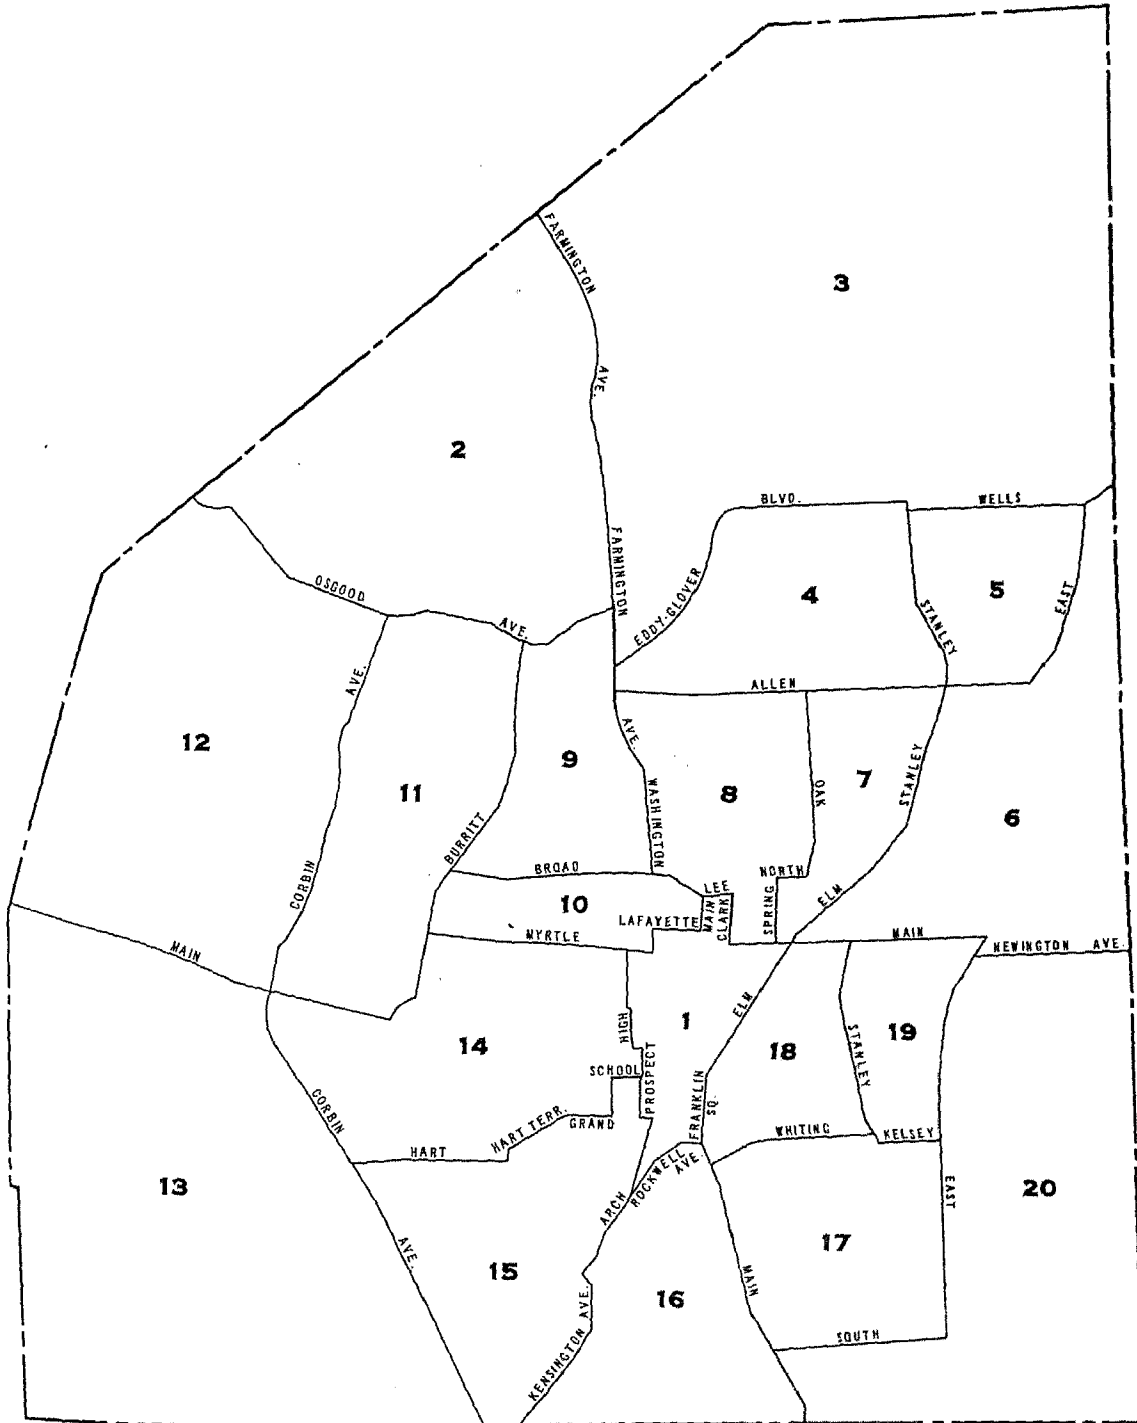 FARMINGTON
AVE.
3
2
BLVD.
WELLS
FARMINGTON
EDDY-GLOVER
4
5
EAST
OSGOOD
AVE.
STANLEY
AVE.
ALLEN
12
11
9
AVE.
WASHINGTON
8
OAK
7
STANLEY
6
BURRITT
CORBIN
BROAD
NORTH
LEE
ELM
10
MAIN
CLARK
SPRING
LAFAYETTE
MYRTLE
MAIN
NEWINGTON AVE.
MAIN
1
ELM
HIGH
14
18
STANLEY
19
SCHOOL
PROSPECT
CORBIN
FRANKLIN
SQ.
HART TERR.
GRAND
WHITING
KELSEY
HART
ROCKWELL
AVE.
13
ARCH
EAST
20
AVE.
15
17
16
MAIN
KENSINGTON AVE.
SOUTH